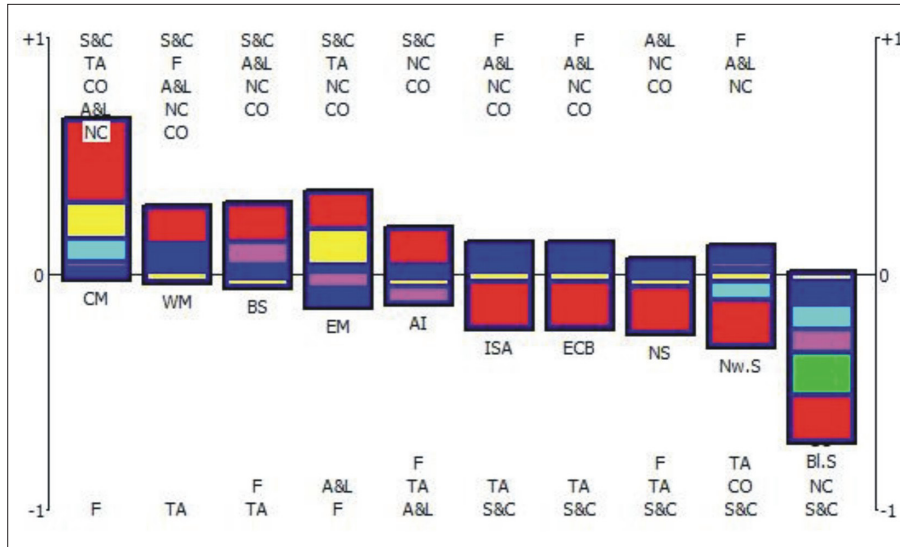 +1 S&C S&C S&C S&C S&C F F A&L F +1
TA F A&L TA NC A&L A&L NC A&L
CO A&L NC NC CO NC NC CO NC
A&L NC CO CO CO CO
NC CO
0 0
CM WM BS EM AI ISA ECB NS Nw.S
F F TA Bl.S
F A&L TA TA TA TA CO NC
-1 F TA TA F A&L S&C S&C S&C S&C S&C -1